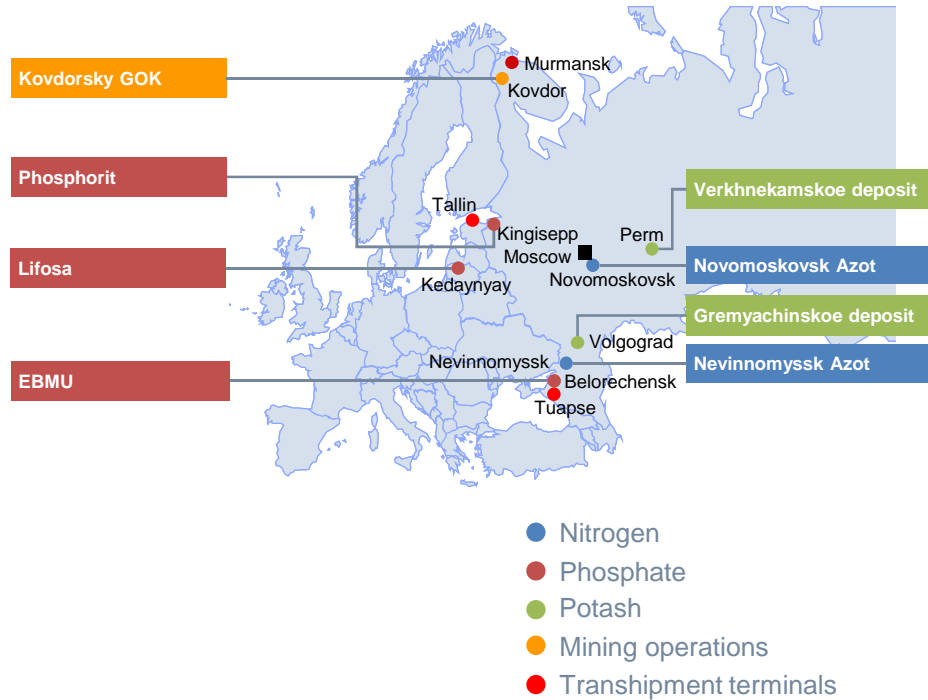 Murmansk
Kovdorsky GOK
Kovdor
Phosphorit
Verkhnekamskoe deposit
Tallin
Kingisepp
Perm
Moscow
Lifosa
Kedaynyay
Novomoskovsk
Novomoskovsk Azot
Gremyachinskoe deposit
Volgograd
Nevinnomyssk
Nevinnomyssk Azot
EBMU
Belorechensk
Tuapse
Nitrogen
Phosphate
Potash
Mining operations
Transhipment terminals